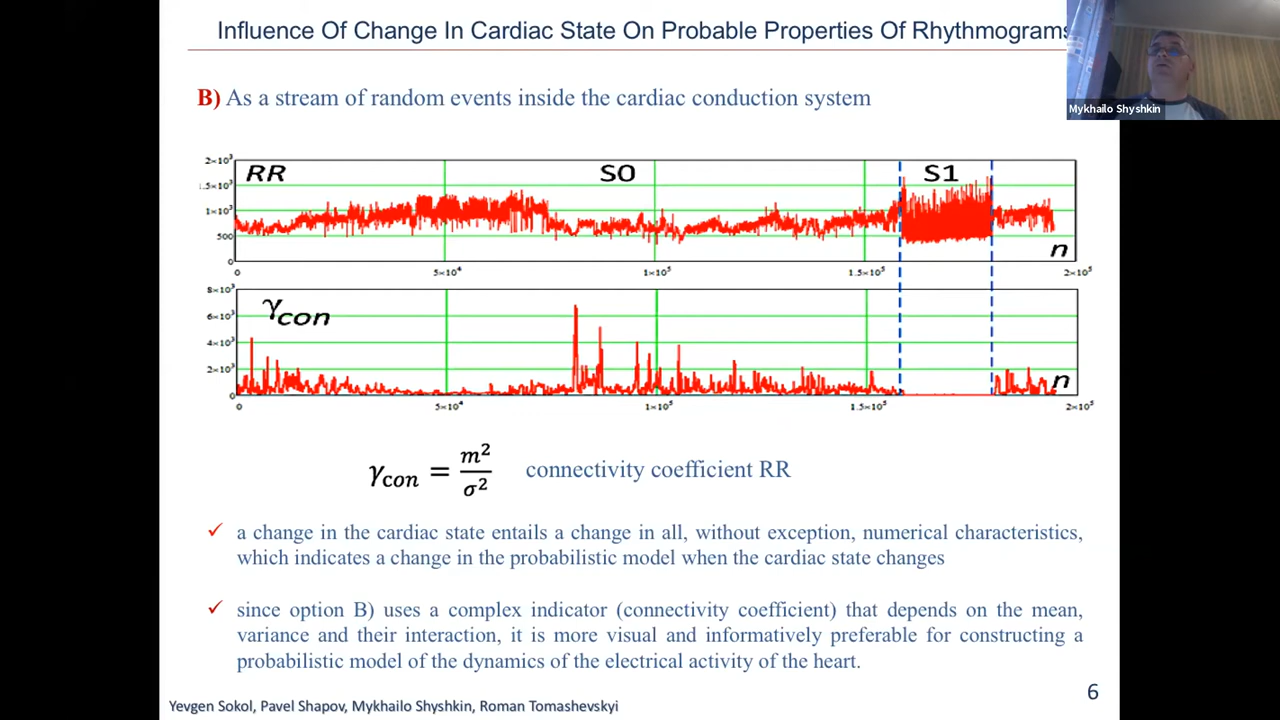 Influence Of Change In Cardiac State On Probable Properties Of Rhythmograms
Mykhailo Shyshkin
B) As a stream of random events inside the cardiac conduction system
2×10³
RR
S0
S1
1.5×10³
1×10³
500
n
0
0
5×10⁴
1×10⁵
1.5×10⁵
2×10⁵
8×10³
γcon
6×10³
4×10³
2×10³
n
0
0
5×10⁴
1×10⁵
1.5×10⁵
2×10⁵
γcon = m²/σ² connectivity coefficient RR
✓ a change in the cardiac state entails a change in all, without exception, numerical characteristics,
which indicates a change in the probabilistic model when the cardiac state changes
✓ since option B) uses a complex indicator (connectivity coefficient) that depends on the mean,
variance and their interaction, it is more visual and informatively preferable for constructing a
probabilistic model of the dynamics of the electrical activity of the heart.
6
Yevgen Sokol, Pavel Shapov, Mykhailo Shyshkin, Roman Tomashevskyi